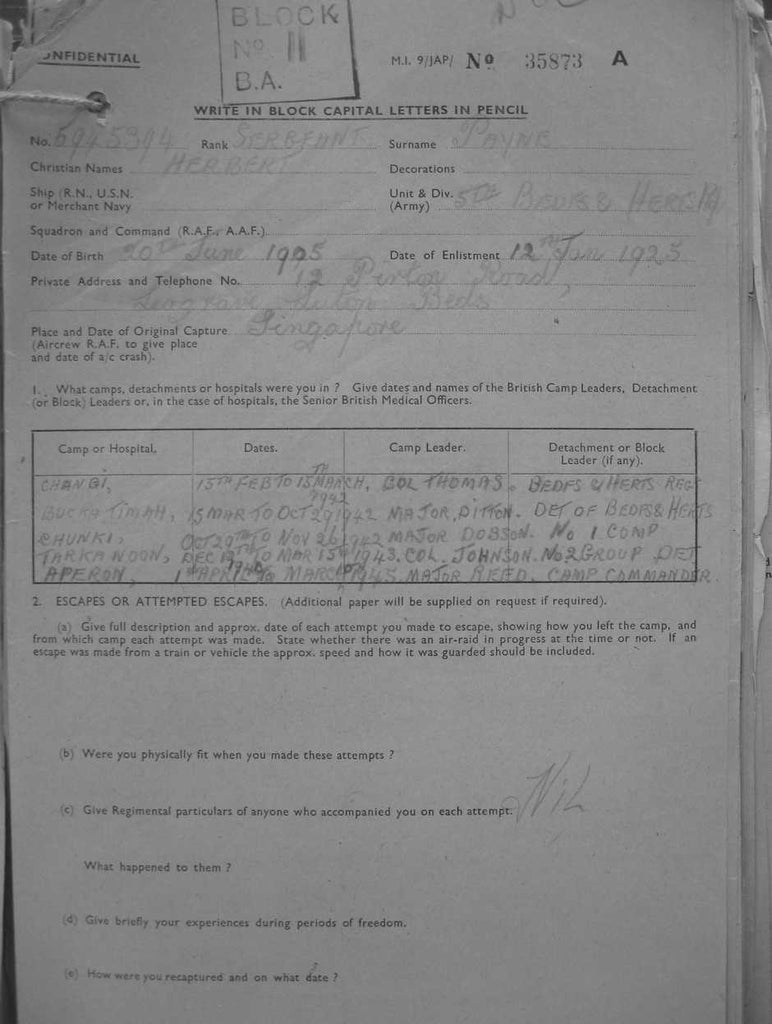 BLOCK
No 11
B.A.
CONFIDENTIAL
M.I. 9/JAP/ No 35873 A
WRITE IN BLOCK CAPITAL LETTERS IN PENCIL
No. 5945394 Rank SERGEANT Surname PAYNE
Christian Names HERBERT Decorations
Ship (R.N., U.S.N. or Merchant Navy Unit & Div. (Army) 5TH BEDFS & HERTS R
Squadron and Command (R.A.F., A.A.F.)
Date of Birth 20th June 1905 Date of Enlistment 12th Jan 1925
Private Address and Telephone No. 12 Pirton Road,
Luton Beds
Place and Date of Original Capture Singapore
(Aircrew R.A.F. to give place
and date of a/c crash).
1. What camps, detachments or hospitals were you in ? Give dates and names of the British Camp Leaders, Detachment
(or Block) Leaders or, in the case of hospitals, the Senior British Medical Officers.
Camp or Hospital. Dates. Camp Leader. Detachment or Block Leader (if any).
CHANGI, 15TH FEB TO 15TH MARCH, 1942 COL THOMAS. BEDFS & HERTS REG
BUCKA TIMAH, 15 MAR TO OCT 29 1942 MAJOR DITTON. DET OF BEDFS & HERTS
CHUNKI, OCT 29TH TO NOV 26 1942 MAJOR DOBSON. No 1 COMP
TARKA NOON, DEC TO MAR 15TH 1943. COL. JOHNSON. No 2 GROUP DET
APERON, 1ST APRIL TO MARCH 1945 MAJOR REED. CAMP COMMANDER.
2. ESCAPES OR ATTEMPTED ESCAPES. (Additional paper will be supplied on request if required).
(a) Give full description and approx. date of each attempt you made to escape, showing how you left the camp, and
from which camp each attempt was made. State whether there was an air-raid in progress at the time or not. If an
escape was made from a train or vehicle the approx. speed and how it was guarded should be included.
(b) Were you physically fit when you made these attempts ?
(c) Give Regimental particulars of anyone who accompanied you on each attempt. Nil
What happened to them ?
(d) Give briefly your experiences during periods of freedom.
(e) How were you recaptured and on what date ?